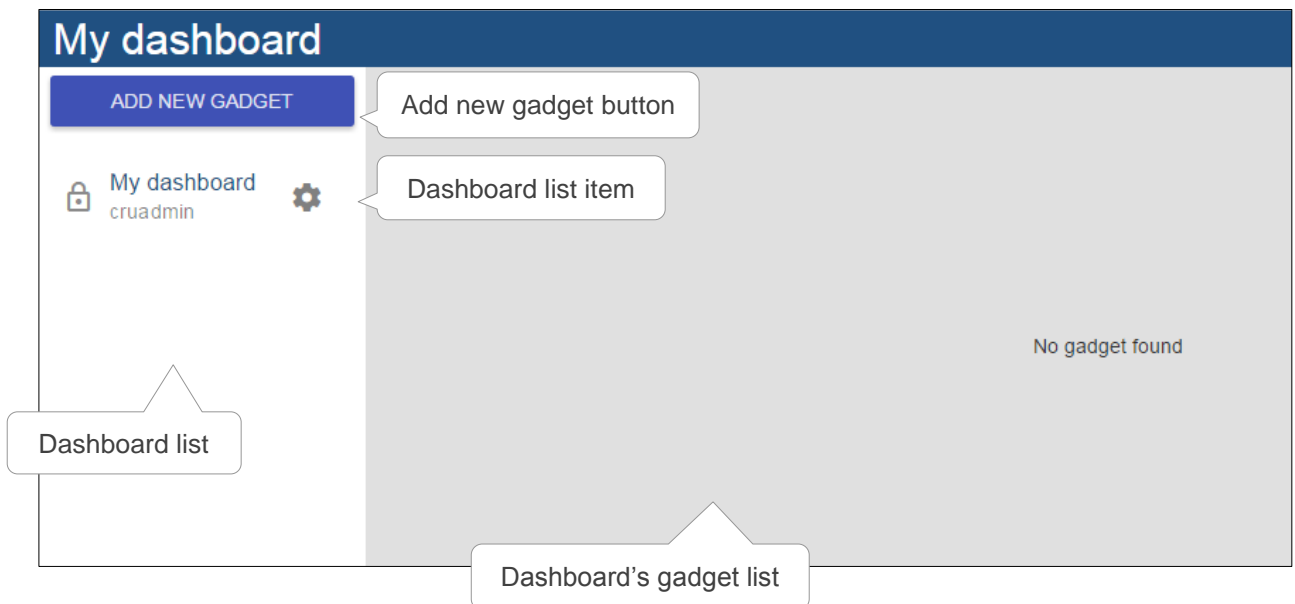 My dashboard
ADD NEW GADGET
Add new gadget button
My dashboard
cruadmin
Dashboard list item
No gadget found
Dashboard list
Dashboard’s gadget list